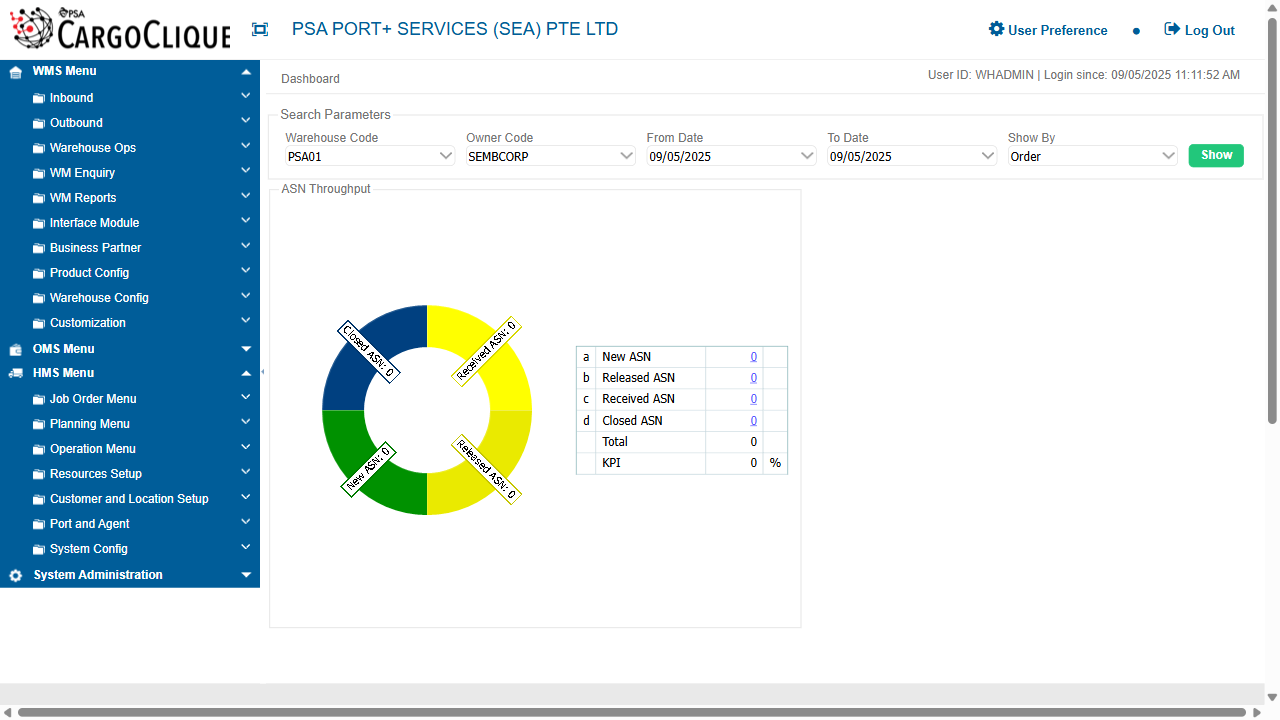 PSA
CARGOCLIQUE
PSA PORT+ SERVICES (SEA) PTE LTD
User Preference
Log Out
WMS Menu
Inbound
Outbound
Warehouse Ops
WM Enquiry
WM Reports
Interface Module
Business Partner
Product Config
Warehouse Config
Customization
OMS Menu
HMS Menu
Job Order Menu
Planning Menu
Operation Menu
Resources Setup
Customer and Location Setup
Port and Agent
System Config
System Administration
Dashboard
User ID: WHADMIN | Login since: 09/05/2025 11:11:52 AM
Search Parameters
Warehouse Code Owner Code From Date To Date Show By
PSA01 SEMBCORP 09/05/2025 09/05/2025 Order Show
ASN Throughput
Closed ASN: 0
Received ASN: 0
New ASN: 0
Released ASN: 0
a New ASN 0
b Released ASN 0
c Received ASN 0
d Closed ASN 0
Total 0
KPI 0 %